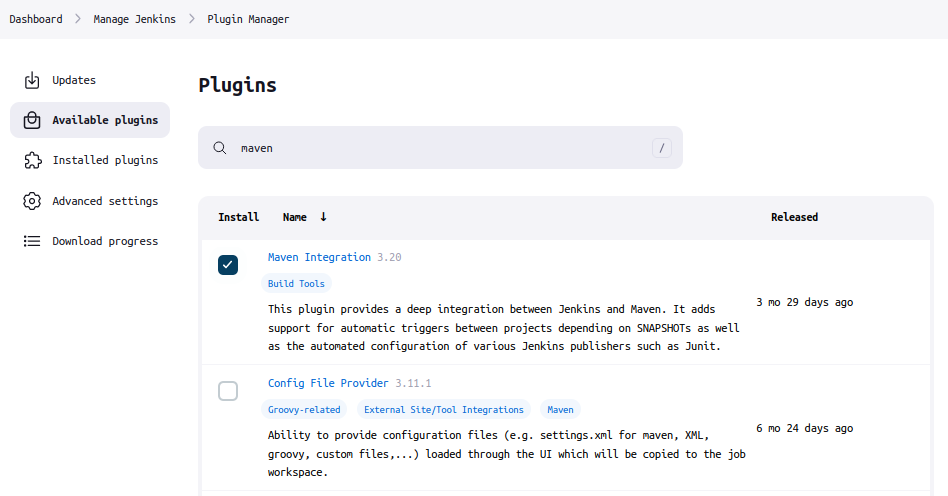 Dashboard > Manage Jenkins > Plugin Manager
Updates
Available plugins
Installed plugins
Advanced settings
Download progress
Plugins
maven /
Install Name ↓ Released
Maven Integration 3.20
Build Tools
This plugin provides a deep integration between Jenkins and Maven. It adds
support for automatic triggers between projects depending on SNAPSHOTs as well
as the automated configuration of various Jenkins publishers such as Junit.
3 mo 29 days ago
Config File Provider 3.11.1
Groovy-related External Site/Tool Integrations Maven
Ability to provide configuration files (e.g. settings.xml for maven, XML,
groovy, custom files,...) loaded through the UI which will be copied to the job
workspace.
6 mo 24 days ago